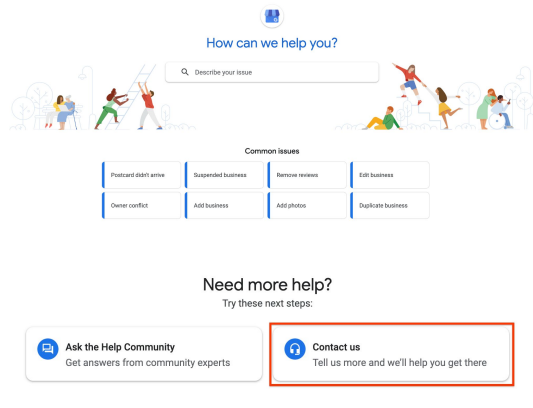 How can we help you?
Describe your issue
Common issues
Postcard didn't arrive
Suspended business
Remove reviews
Edit business
Owner conflict
Add business
Add photos
Duplicate business
Need more help?
Try these next steps:
Ask the Help Community
Get answers from community experts
Contact us
Tell us more and we'll help you get there